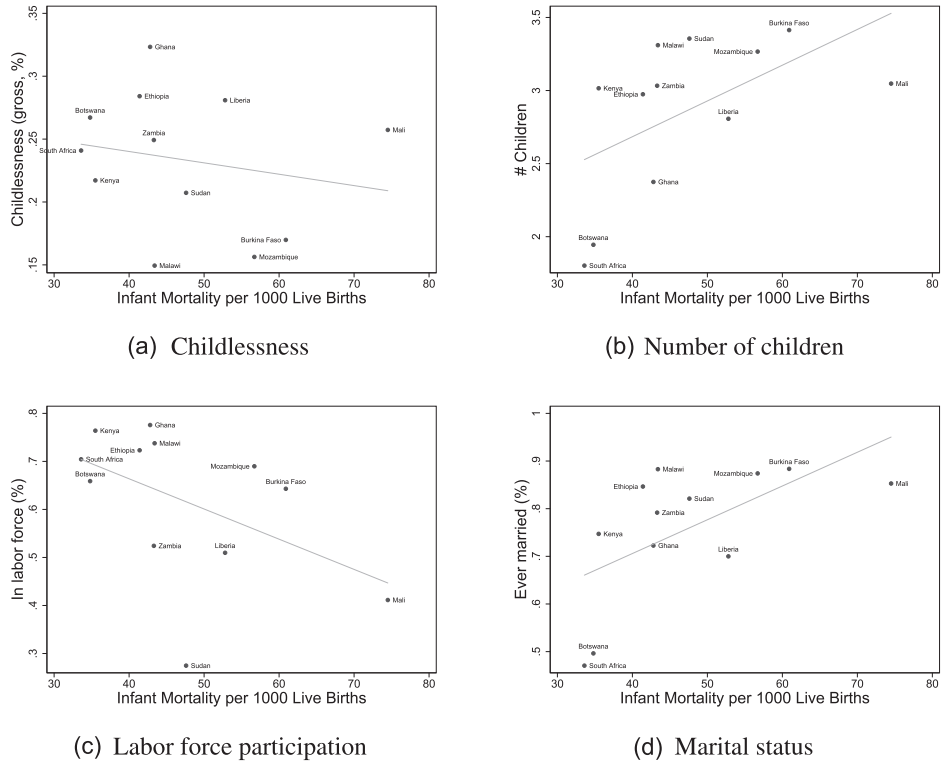 Childlessness (gross, %)
.35
.3
.25
.2
.15
Ghana
Ethiopia
Liberia
Botswana
Mali
Zambia
South Africa
Kenya
Sudan
Burkina Faso
Mozambique
Malawi
30 40 50 60 70 80
Infant Mortality per 1000 Live Births
(a) Childlessness
# Children
3.5
3
2.5
2
Burkina Faso
Sudan
Malawi
Mozambique
Kenya
Zambia
Mali
Ethiopia
Liberia
Ghana
Botswana
South Africa
30 40 50 60 70 80
Infant Mortality per 1000 Live Births
(b) Number of children
In labor force (%)
.8
.7
.6
.5
.4
.3
Ghana
Kenya
Malawi
Ethiopia
South Africa
Mozambique
Botswana
Burkina Faso
Zambia
Liberia
Mali
Sudan
30 40 50 60 70 80
Infant Mortality per 1000 Live Births
(c) Labor force participation
Ever married (%)
1
.9
.8
.7
.6
.5
Burkina Faso
Malawi
Mozambique
Mali
Ethiopia
Sudan
Zambia
Kenya
Ghana
Liberia
Botswana
South Africa
30 40 50 60 70 80
Infant Mortality per 1000 Live Births
(d) Marital status